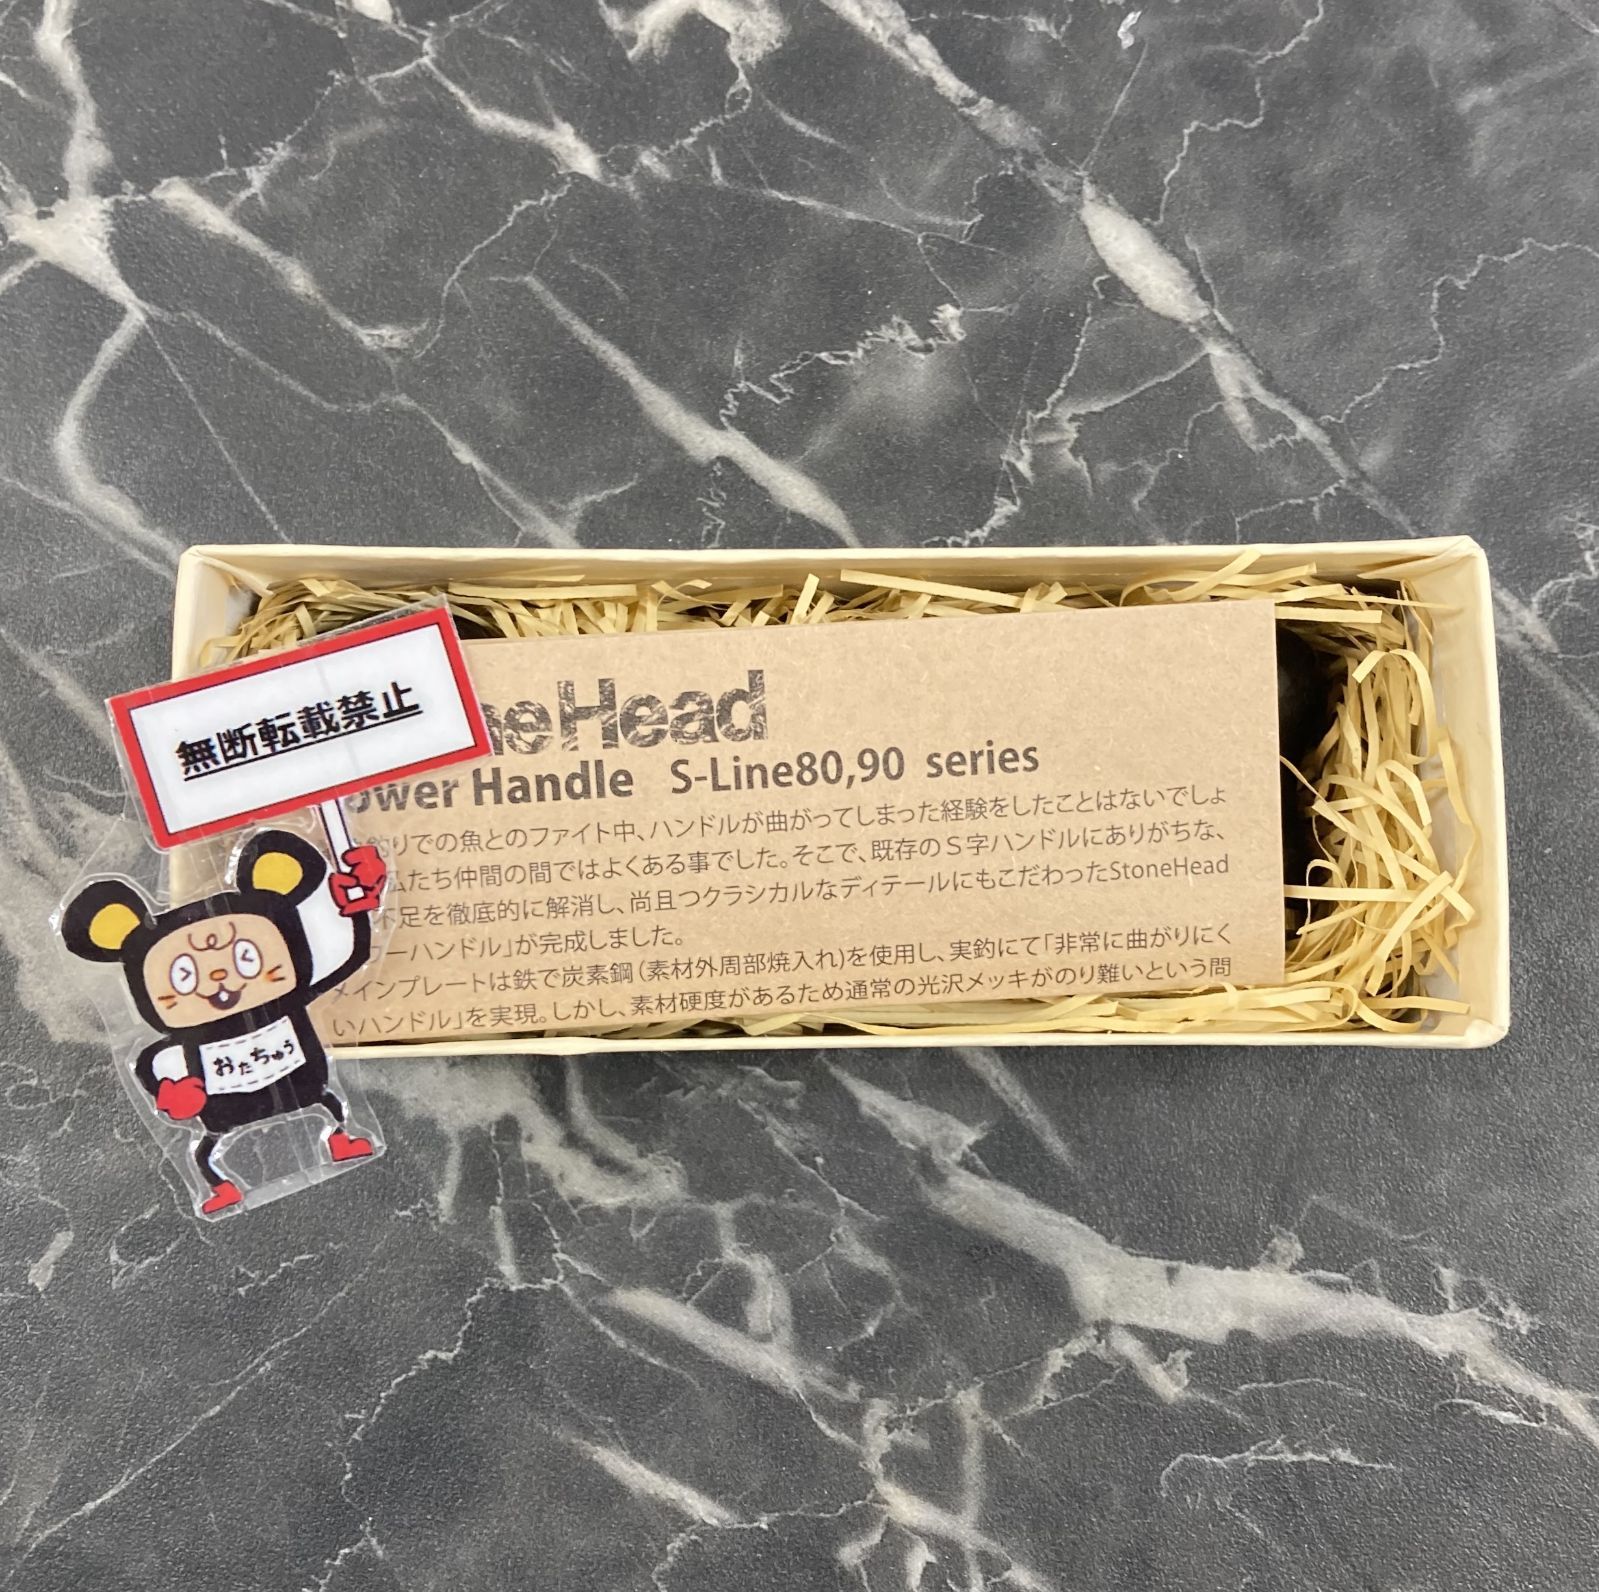 無断転載禁止
neHead
ower Handle S-Line80,90 series
釣りでの魚とのファイト中、ハンドルが曲がってしまった経験をしたことはないでしょ
私たち仲間の間ではよくある事でした。そこで、既存のS字ハンドルにありがちな、
不足を徹底的に解消し、尚且つクラシカルなディテールにもこだわったStoneHead
ーハンドル」が完成しました。
メインプレートは鉄で炭素鋼(素材外周部焼入れ)を使用し、実釣にて「非常に曲がりにく
いハンドル」を実現。しかし、素材硬度があるため通常の光沢メッキがのり難いという問
おたちゅう